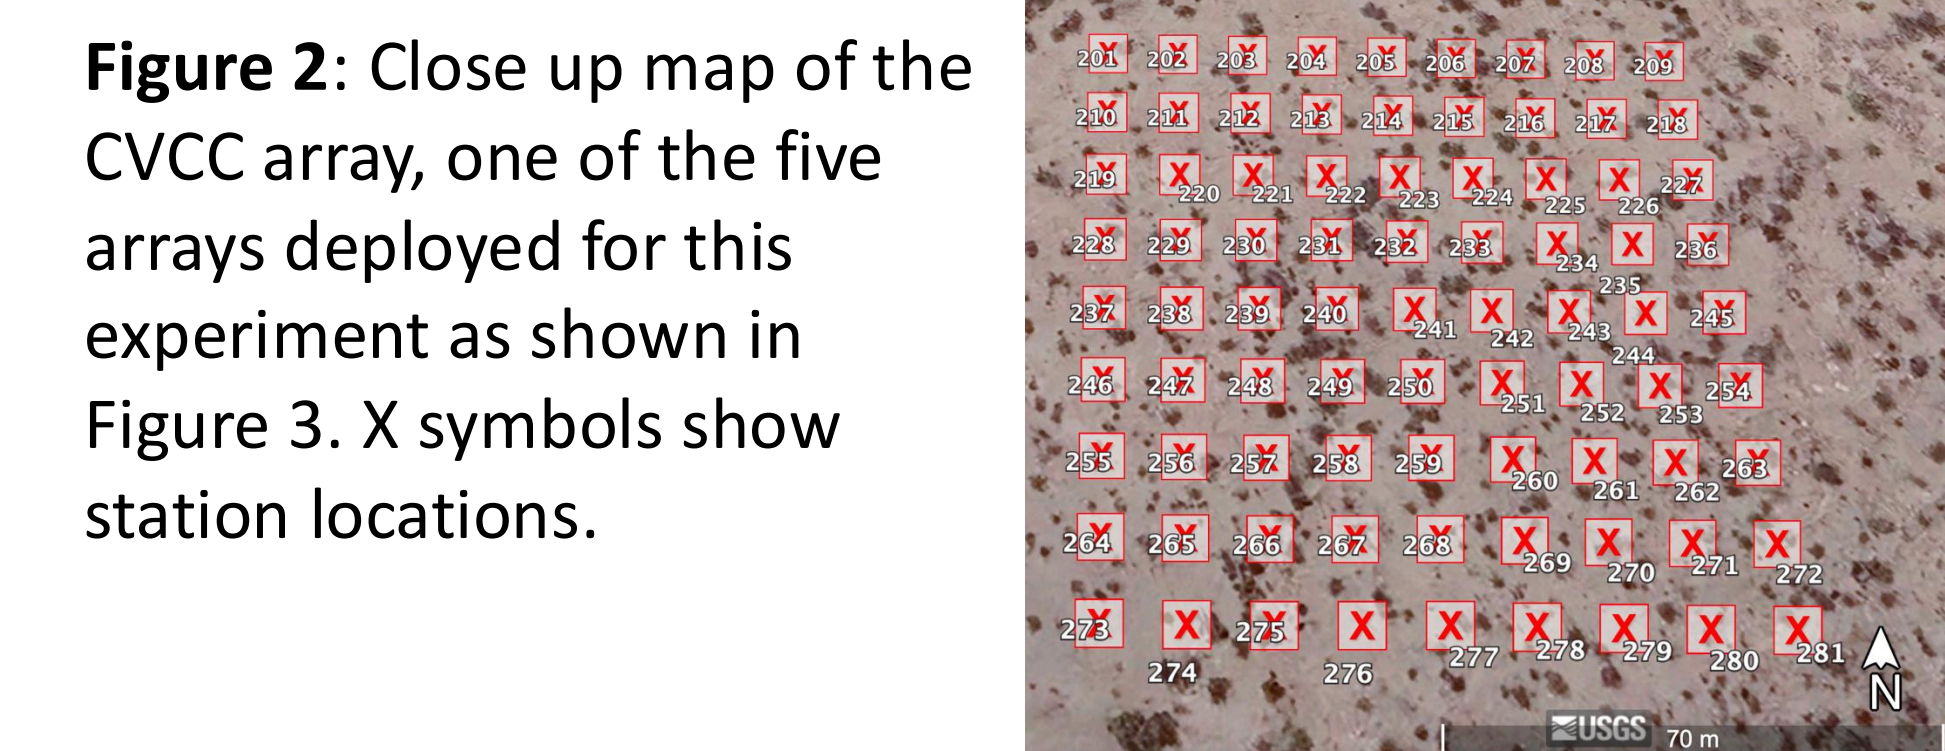 Figure 2: Close up map of the
CVCC array, one of the five
arrays deployed for this
experiment as shown in
Figure 3. X symbols show
station locations.
X X X X X X X X X
201 202 203 204 205 206 207 208 209
X X X X X X X X X
210 211 212 213 214 215 216 217 218
X X X X X X X X X
219 220 221 222 223 224 225 226 227
X X X X X X X X X
228 229 230 231 232 233 234 235 236
X X X X X X X X X
237 238 239 240 241 242 243 244 245
X X X X X X X X X
246 247 248 249 250 251 252 253 254
X X X X X X X X X
255 256 257 258 259 260 261 262 263
X X X X X X X X X
264 265 266 267 268 269 270 271 272
X X X X X X X X X
273 274 275 276 277 278 279 280 281
N
USGS
70 m